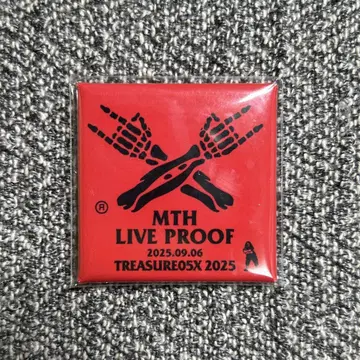 ®
MTH
LIVE PROOF
2025.09.06
TREASURE05X 2025